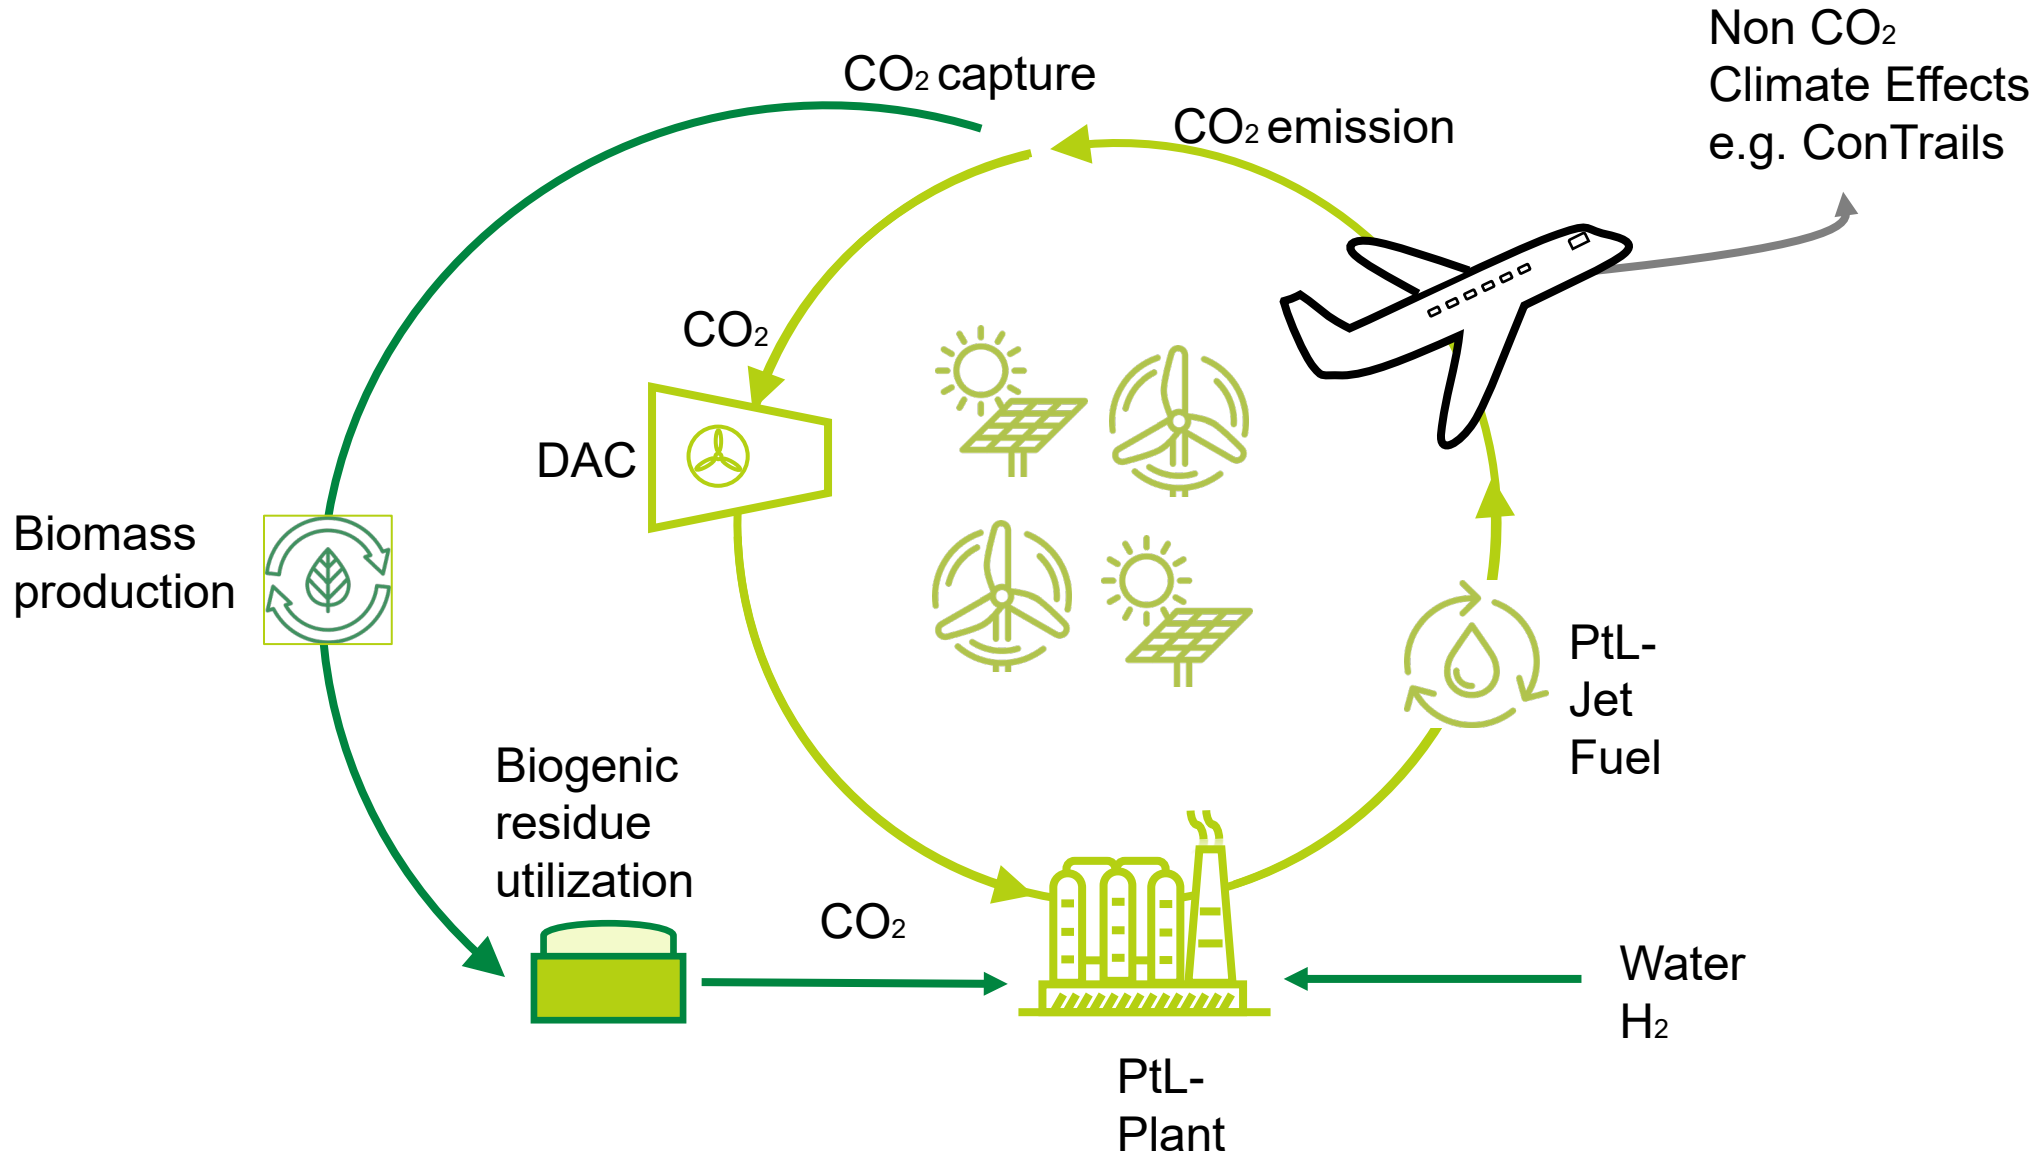 Non CO₂
Climate Effects
e.g. ConTrails
CO₂ capture
CO₂ emission
CO₂
DAC
Biomass
production
PtL-
Jet
Fuel
Biogenic
residue
utilization
CO₂
Water
H₂
PtL-
Plant